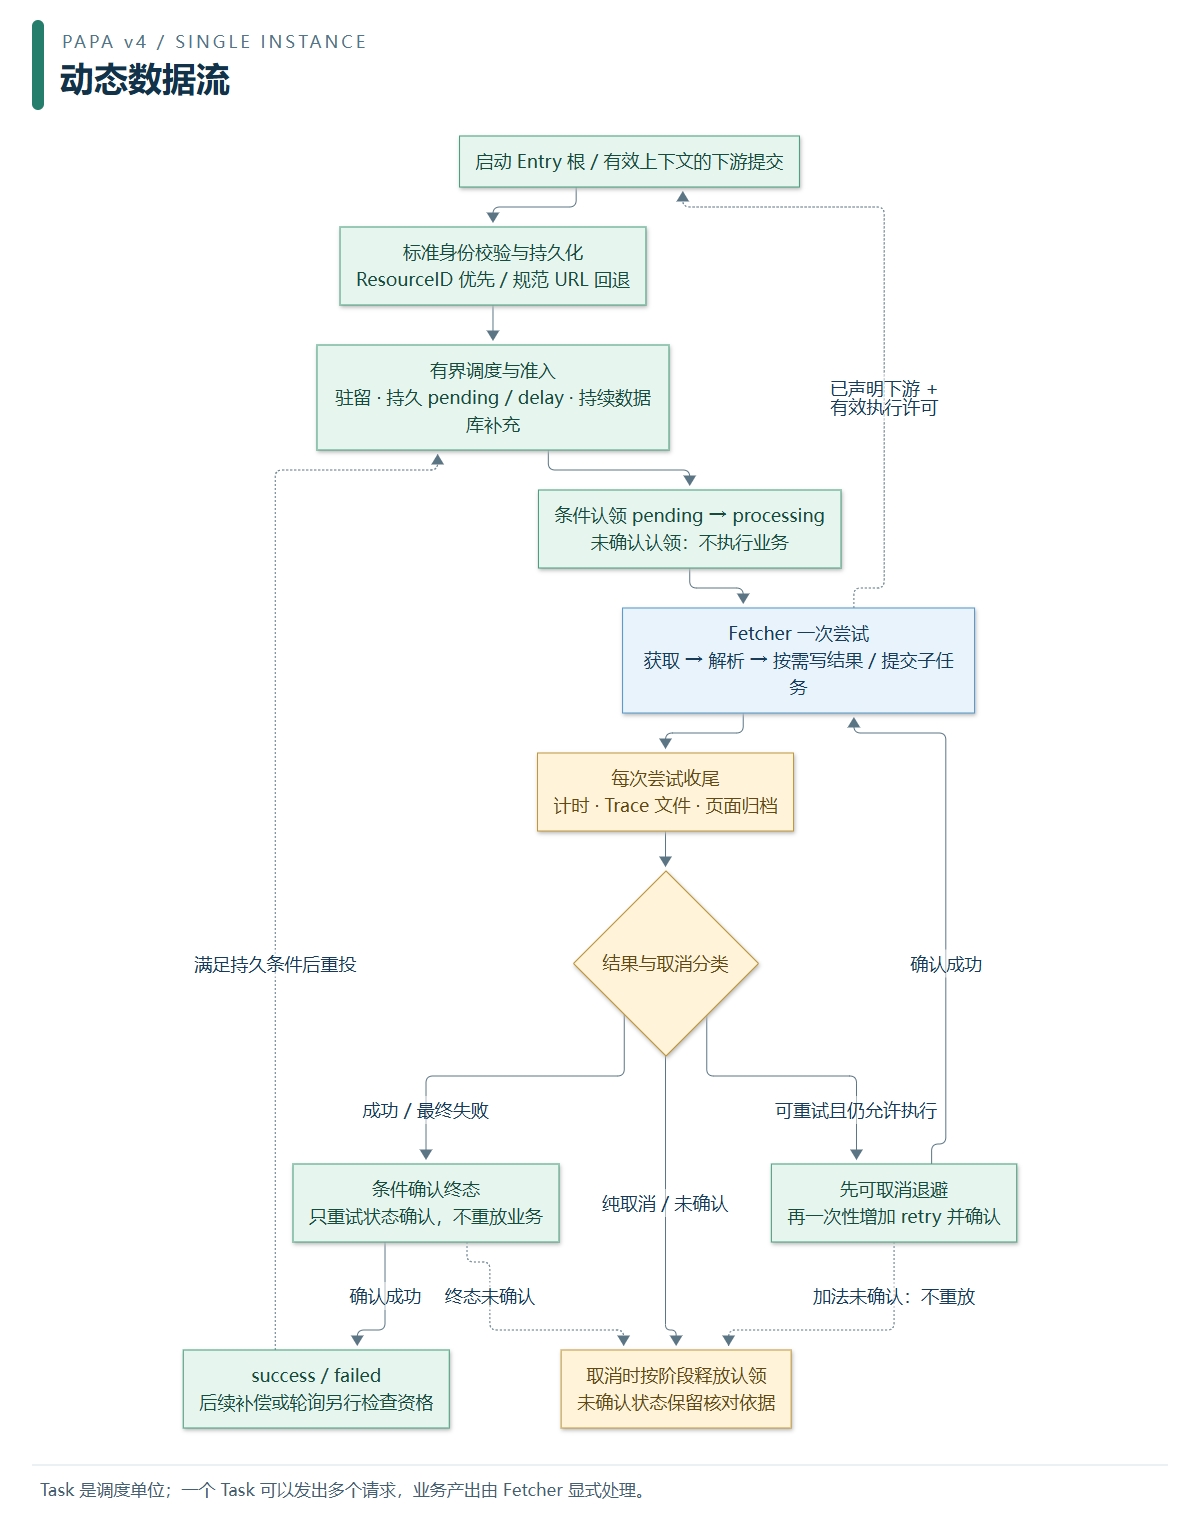 PAPA v4 / SINGLE INSTANCE
动态数据流
启动 Entry 根 / 有效上下文的下游提交
标准身份校验与持久化
ResourceID 优先 / 规范 URL 回退
有界调度与准入
驻留 · 持久 pending / delay · 持续数据
库补充
已声明下游 +
有效执行许可
条件认领 pending → processing
未确认认领：不执行业务
Fetcher 一次尝试
获取 → 解析 → 按需写结果 / 提交子任
务
每次尝试收尾
计时 · Trace 文件 · 页面归档
结果与取消分类
满足持久条件后重投
确认成功
成功 / 最终失败
可重试且仍允许执行
条件确认终态
只重试状态确认，不重放业务
纯取消 / 未确认
先可取消退避
再一次性增加 retry 并确认
确认成功
终态未确认
加法未确认：不重放
success / failed
后续补偿或轮询另行检查资格
取消时按阶段释放认领
未确认状态保留核对依据
Task 是调度单位；一个 Task 可以发出多个请求，业务产出由 Fetcher 显式处理。